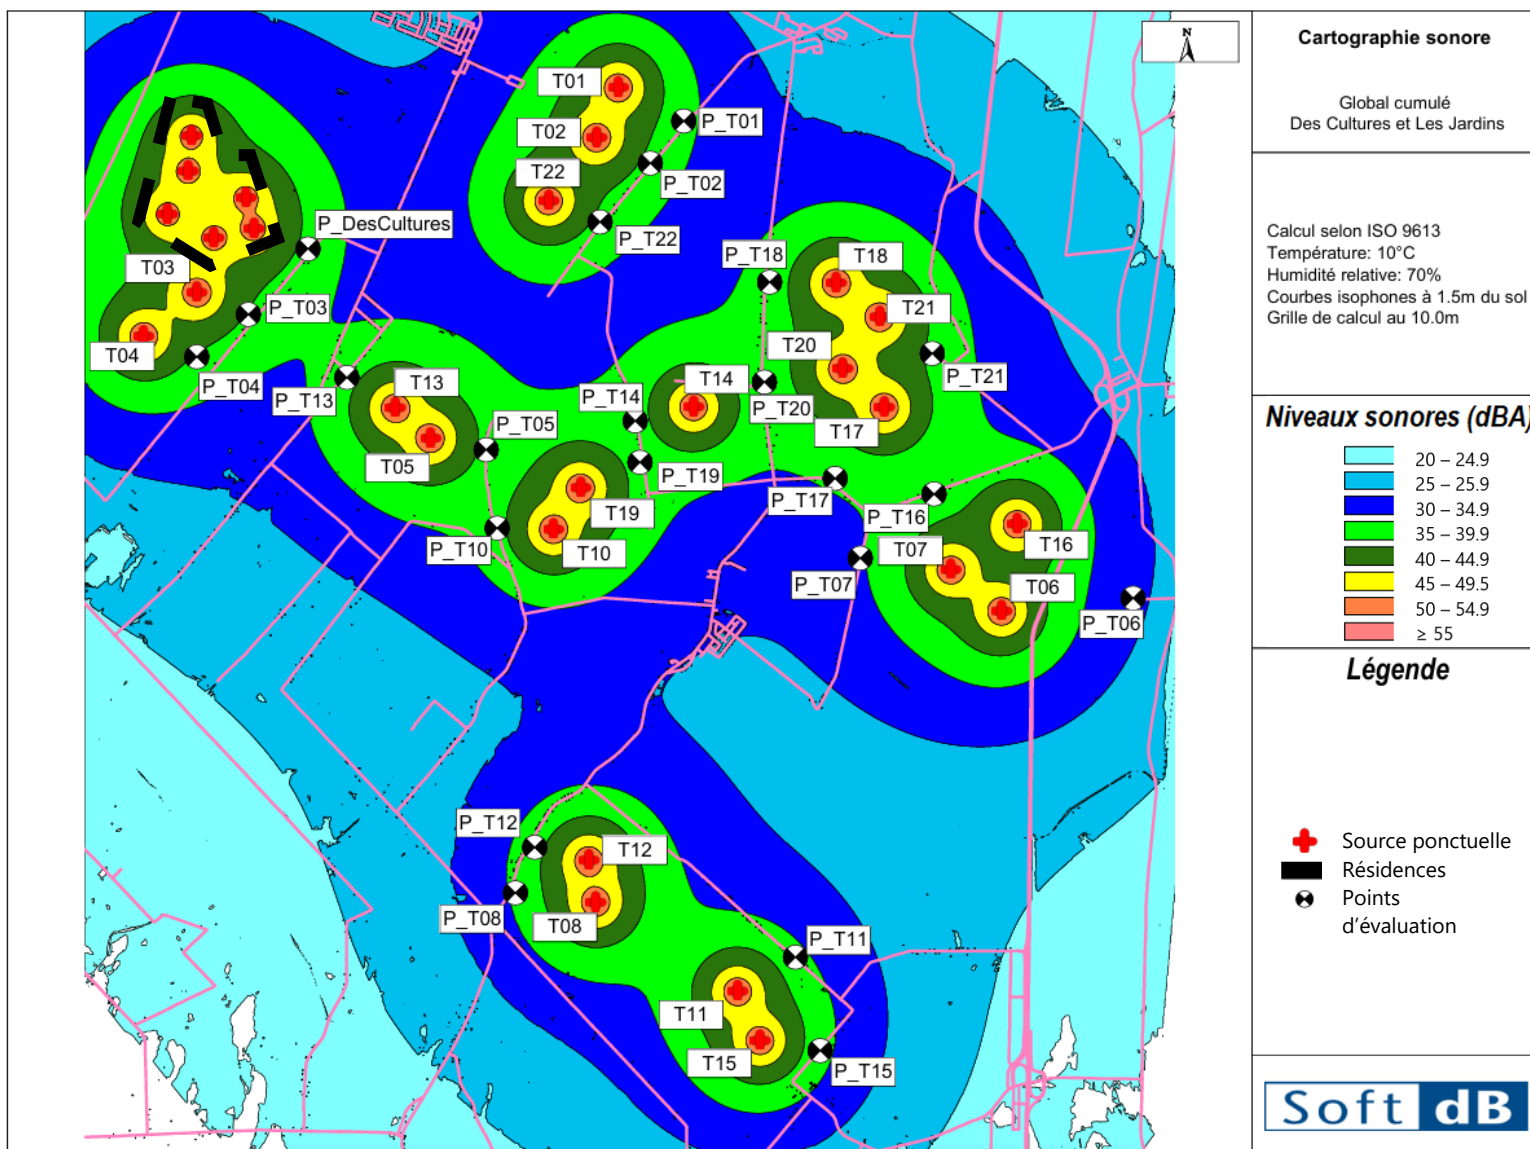 T01
T02
T22
P_T01
P_T02
P_T22
P_DesCultures
T03
P_T03
T04
P_T04
P_T18
T18
T21
T20
P_T21
T13
P_T13
P_T14
T14
P_T20
P_T05
T17
T05
P_T19
P_T17
T19
P_T16
T16
P_T10
T10
T07
P_T07
T06
P_T06
P_T12
T12
P_T08
T08
P_T11
T11
T15
P_T15
N
Cartographie sonore
Global cumulé
Des Cultures et Les Jardins
Calcul selon ISO 9613
Température: 10°C
Humidité relative: 70%
Courbes isophones à 1.5m du sol
Grille de calcul au 10.0m
Niveaux sonores (dBA)
20 – 24.9
25 – 25.9
30 – 34.9
35 – 39.9
40 – 44.9
45 – 49.5
50 – 54.9
≥ 55
Légende
Source ponctuelle
Résidences
Points
d'évaluation
Soft dB